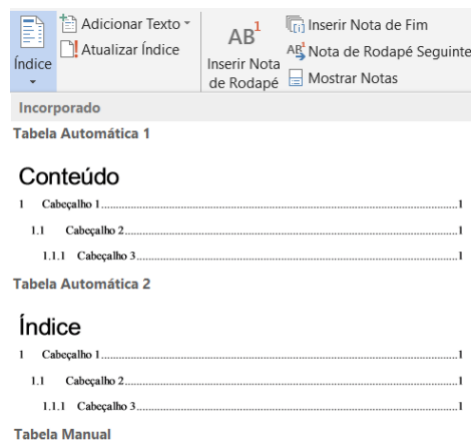 Índice
Adicionar Texto
Atualizar Índice
AB¹
Inserir Nota
de Rodapé
[i] Inserir Nota de Fim
AB¹ Nota de Rodapé Seguinte
Mostrar Notas
Incorporado
Tabela Automática 1
Conteúdo
1 Cabeçalho 1...........................................................................................1
1.1 Cabeçalho 2.....................................................................................1
1.1.1 Cabeçalho 3..................................................................................1
Tabela Automática 2
Índice
1 Cabeçalho 1...........................................................................................1
1.1 Cabeçalho 2.....................................................................................1
1.1.1 Cabeçalho 3..................................................................................1
Tabela Manual